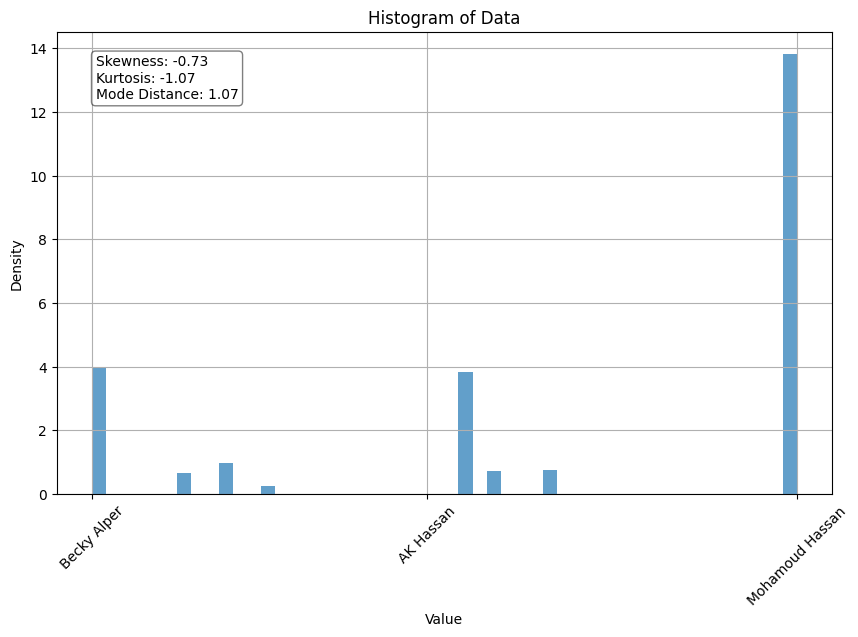 Histogram of Data
Skewness: -0.73
Kurtosis: -1.07
Mode Distance: 1.07
Density
14
12
10
8
6
4
2
0
Becky Alper
AK Hassan
Mohamoud Hassan
Value